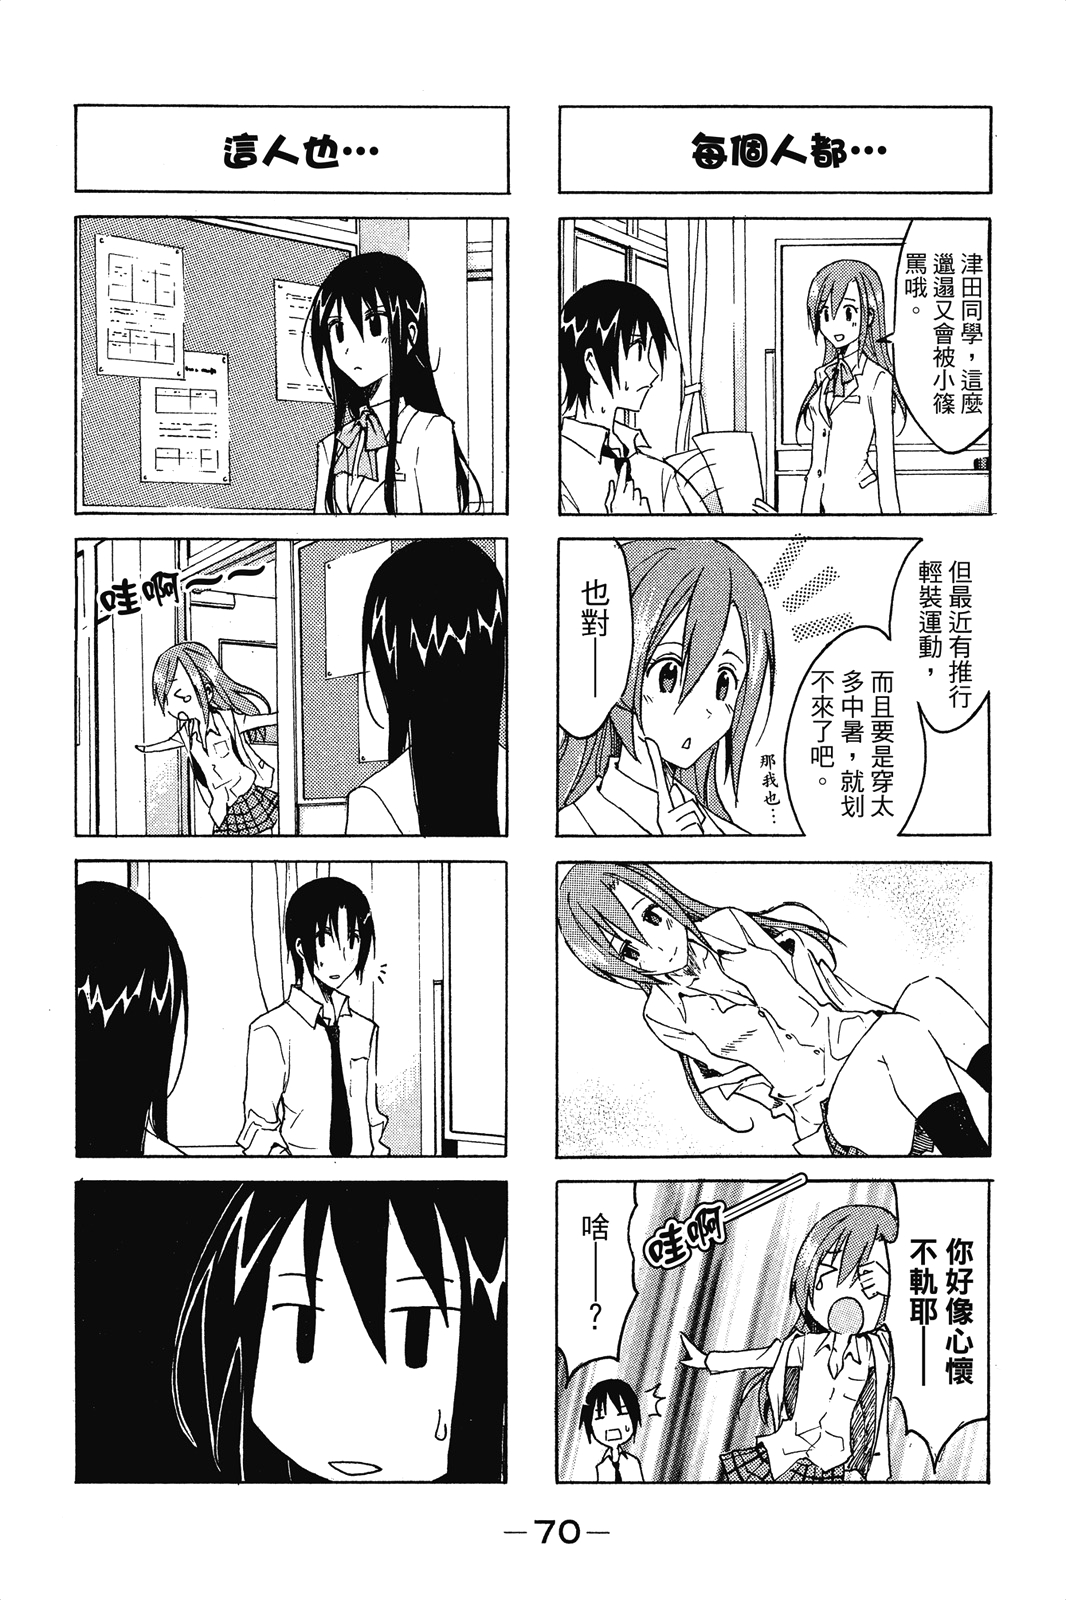 每個人都…
津田同學，這麼
邋遢又會被小篠
罵哦。
但最近有推行
輕裝運動，
而且要是穿太
多中暑，就划
不來了吧。
也對——
那我也…
你好像心懷
不軌耶——
哇啊——
啥——？
這人也…
哇啊～～
－70－